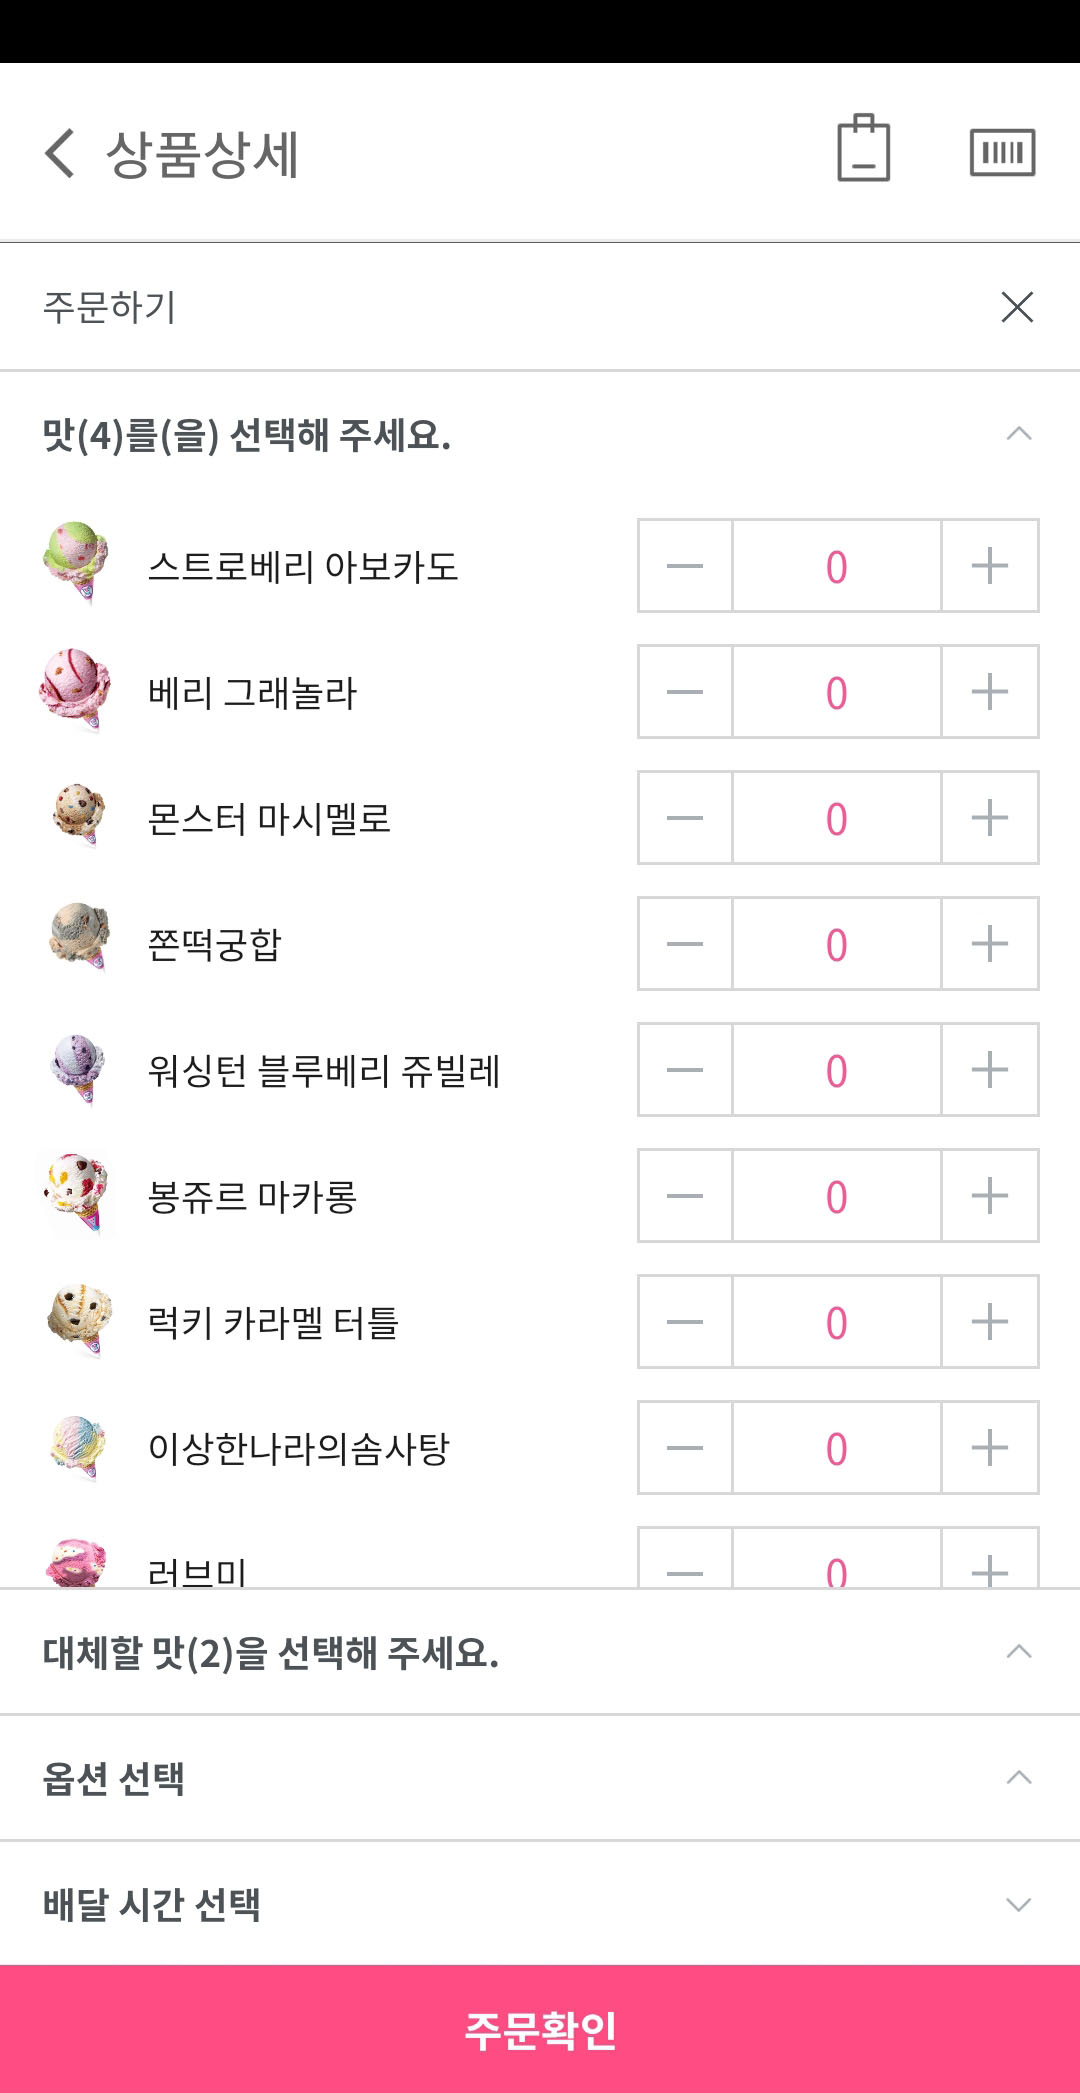 상품상세
주문하기
맛(4)를(을) 선택해 주세요.
스트로베리 아보카도
0
베리 그래놀라
0
몬스터 마시멜로
0
쫀떡궁합
0
워싱턴 블루베리 쥬빌레
0
봉쥬르 마카롱
0
럭키 카라멜 터틀
0
이상한나라의솜사탕
0
러브미
0
대체할 맛(2)을 선택해 주세요.
옵션 선택
배달 시간 선택
주문확인